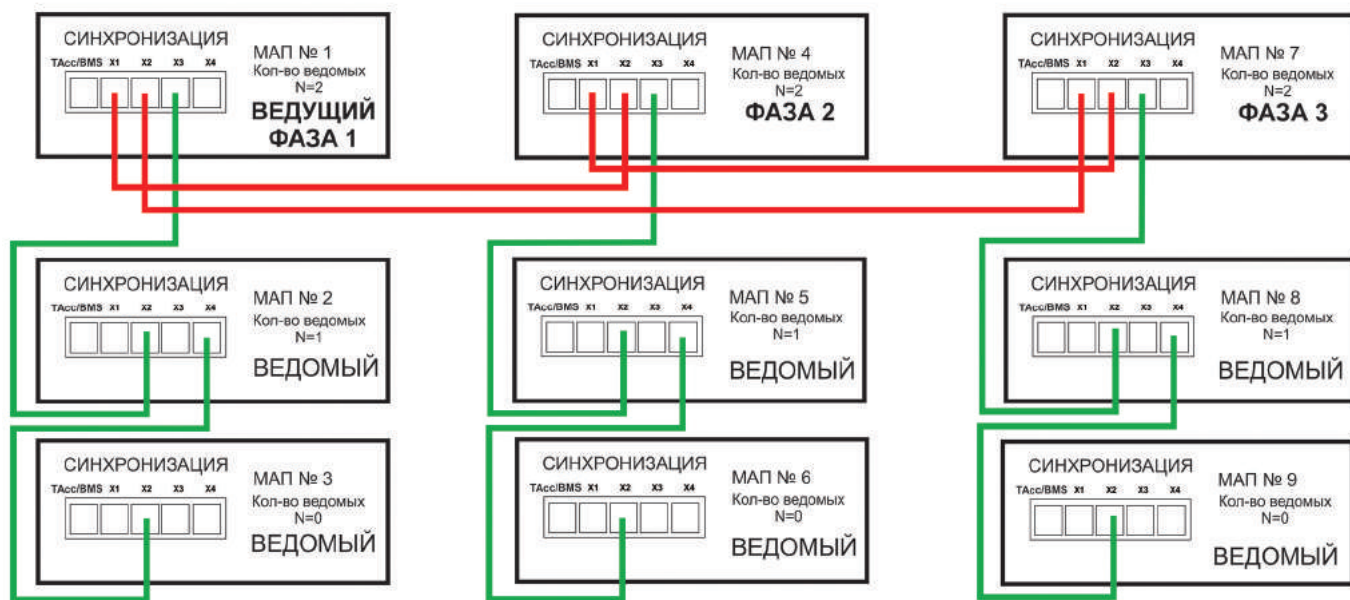 СИНХРОНИЗАЦИЯ
TAcc/BMS X1 X2 X3 X4
МАП № 1
Кол-во ведомых
N=2
ВЕДУЩИЙ
ФАЗА 1
СИНХРОНИЗАЦИЯ
TAcc/BMS X1 X2 X3 X4
МАП № 4
Кол-во ведомых
N=2
ФАЗА 2
СИНХРОНИЗАЦИЯ
TAcc/BMS X1 X2 X3 X4
МАП № 7
Кол-во ведомых
N=2
ФАЗА 3
СИНХРОНИЗАЦИЯ
TAcc/BMS X1 X2 X3 X4
МАП № 2
Кол-во ведомых
N=1
ВЕДОМЫЙ
СИНХРОНИЗАЦИЯ
TAcc/BMS X1 X2 X3 X4
МАП № 5
Кол-во ведомых
N=1
ВЕДОМЫЙ
СИНХРОНИЗАЦИЯ
TAcc/BMS X1 X2 X3 X4
МАП № 8
Кол-во ведомых
N=1
ВЕДОМЫЙ
СИНХРОНИЗАЦИЯ
TAcc/BMS X1 X2 X3 X4
МАП № 3
Кол-во ведомых
N=0
ВЕДОМЫЙ
СИНХРОНИЗАЦИЯ
TAcc/BMS X1 X2 X3 X4
МАП № 6
Кол-во ведомых
N=0
ВЕДОМЫЙ
СИНХРОНИЗАЦИЯ
TAcc/BMS X1 X2 X3 X4
МАП № 9
Кол-во ведомых
N=0
ВЕДОМЫЙ